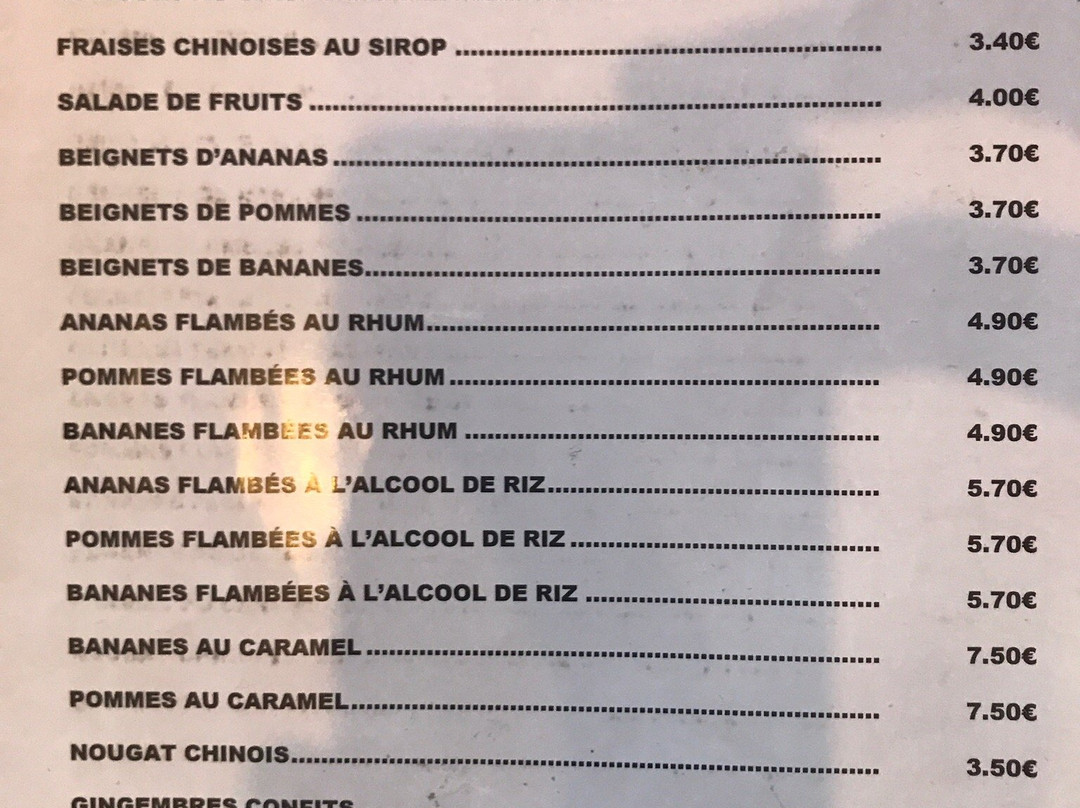 FRAISES CHINOISES AU SIROP ................................................ 3.40€
SALADE DE FRUITS ................................................ 4.00€
BEIGNETS D'ANANAS ................................................ 3.70€
BEIGNETS DE POMMES ................................................ 3.70€
BEIGNETS DE BANANES ................................................ 3.70€
ANANAS FLAMBÉS AU RHUM ................................................ 4.90€
POMMES FLAMBÉES AU RHUM ................................................ 4.90€
BANANES FLAMBÉES AU RHUM ................................................ 4.90€
ANANAS FLAMBÉS À L'ALCOOL DE RIZ ........................................ 5.70€
POMMES FLAMBÉES À L'ALCOOL DE RIZ ...................................... 5.70€
BANANES FLAMBÉES À L'ALCOOL DE RIZ .................................... 5.70€
BANANES AU CARAMEL ................................................ 7.50€
POMMES AU CARAMEL ................................................ 7.50€
NOUGAT CHINOIS ................................................ 3.50€
GINGEMBRES CONFITS